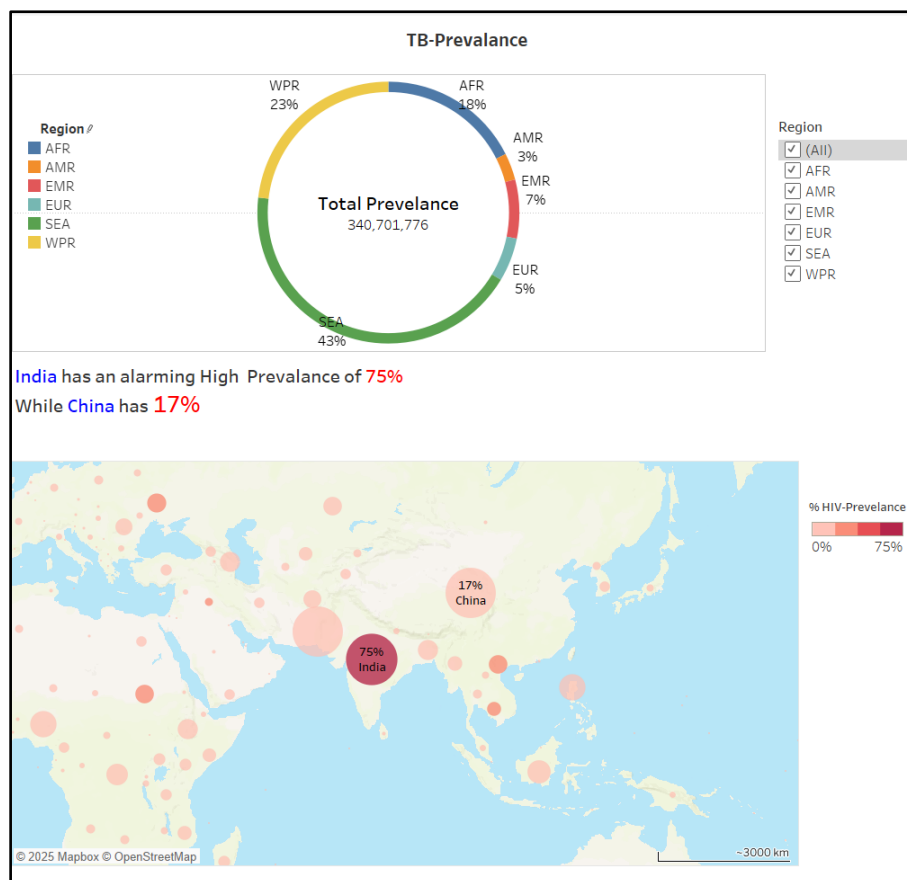 TB-Prevalance
WPR
23%
AFR
18%
AMR
3%
EMR
7%
EUR
5%
SEA
43%
Total Prevelance
340,701,776
Region
AFR
AMR
EMR
EUR
SEA
WPR
Region
(All)
AFR
AMR
EMR
EUR
SEA
WPR
India has an alarming High Prevalance of 75%
While China has 17%
17%
China
75%
India
% HIV-Prevelance
0% 75%
© 2025 Mapbox © OpenStreetMap
~3000 km